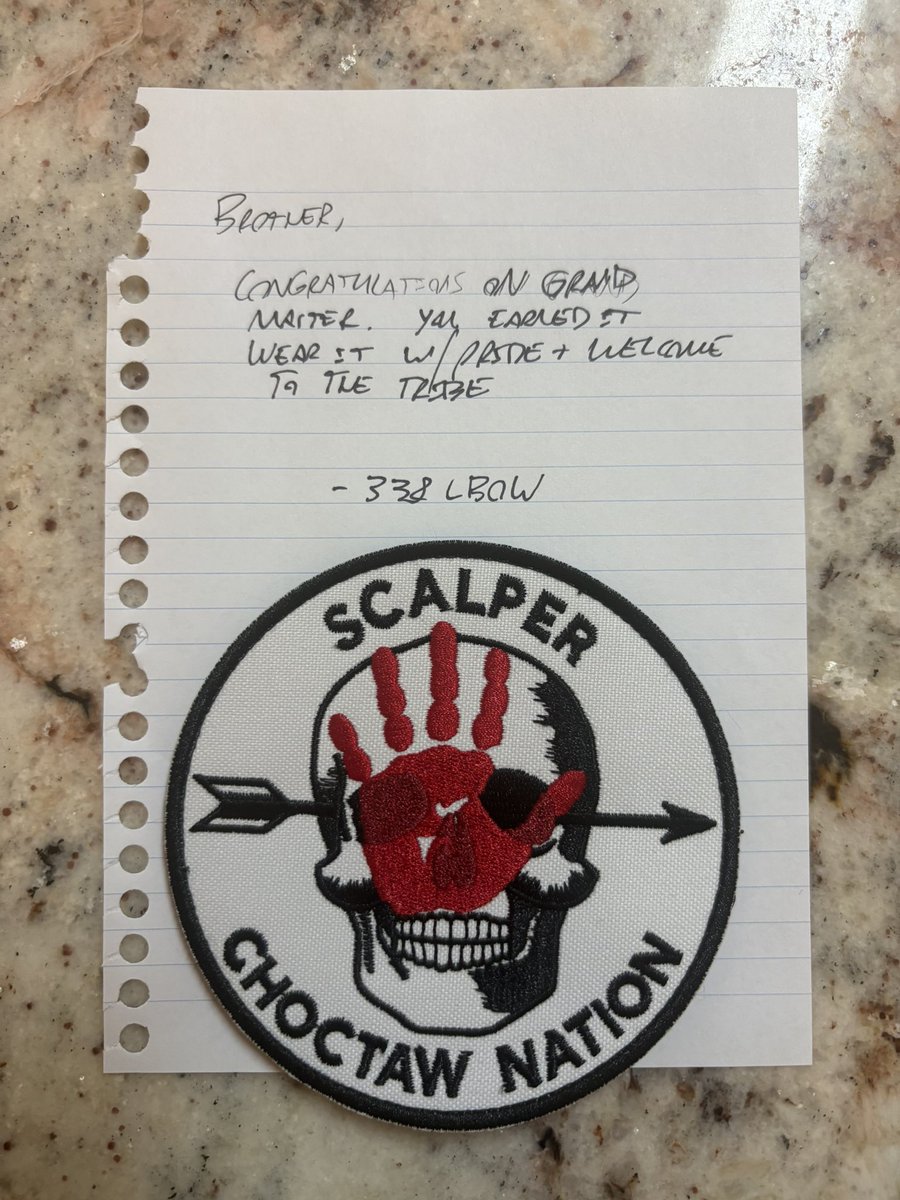 BROTHER,
CONGRATULATIONS ON GRAND
MASTER. YOU EARNED IT
WEAR IT W/ PRIDE + WELCOME
TO THE TRIBE
- 338 LBOW
SCALPER
CHOCTAW NATION